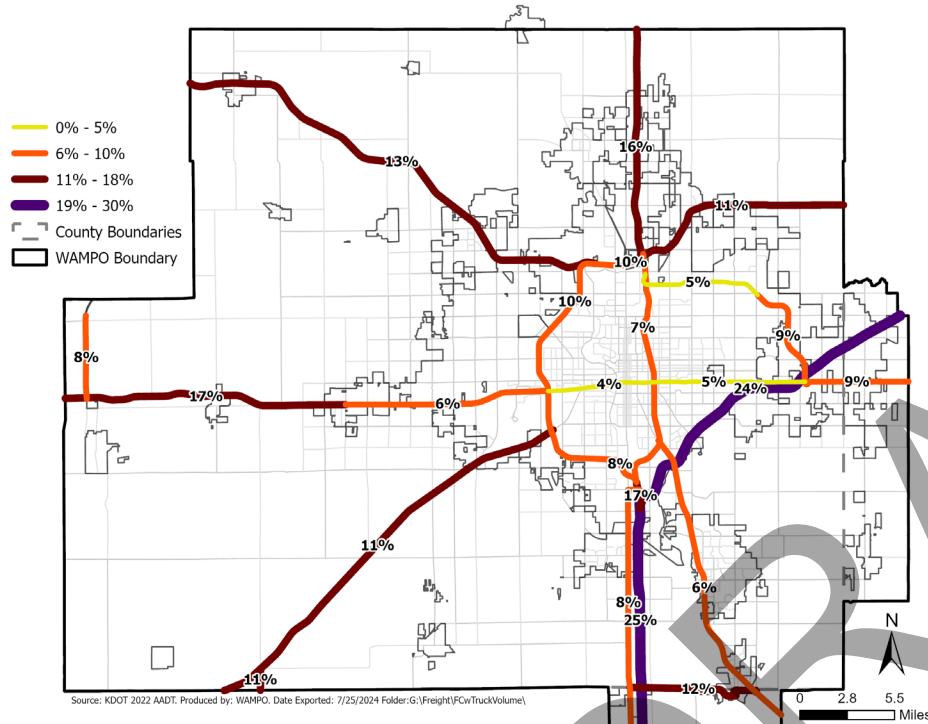 0% - 5%
6% - 10%
11% - 18%
19% - 30%
County Boundaries
WAMPO Boundary
16%
13%
11%
10%
5%
10%
7%
9%
8%
4%
5%
24%
9%
17%
6%
8%
17%
11%
6%
8%
25%
11%
12%
N
0 2.8 5.5
Miles
Source: KDOT 2022 AADT. Produced by: WAMPO. Date Exported: 7/25/2024 Folder:G:\Freight\FCwTruckVolume\